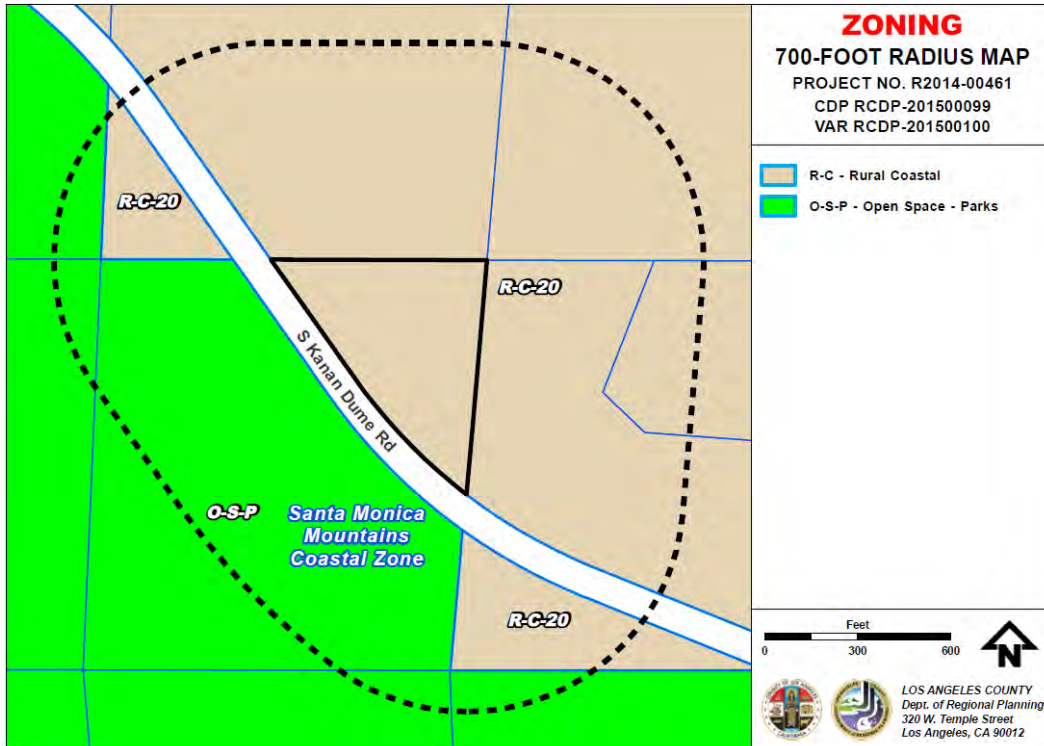 ZONING
700-FOOT RADIUS MAP
PROJECT NO. R2014-00461
CDP RCDP-201500099
VAR RCDP-201500100
R-C - Rural Coastal
O-S-P - Open Space - Parks
R-C-20
R-C-20
S Kanan Dume Rd
O-S-P
Santa Monica
Mountains
Coastal Zone
R-C-20
Feet
0 300 600
N
LOS ANGELES COUNTY
Dept. of Regional Planning
320 W. Temple Street
Los Angeles, CA 90012